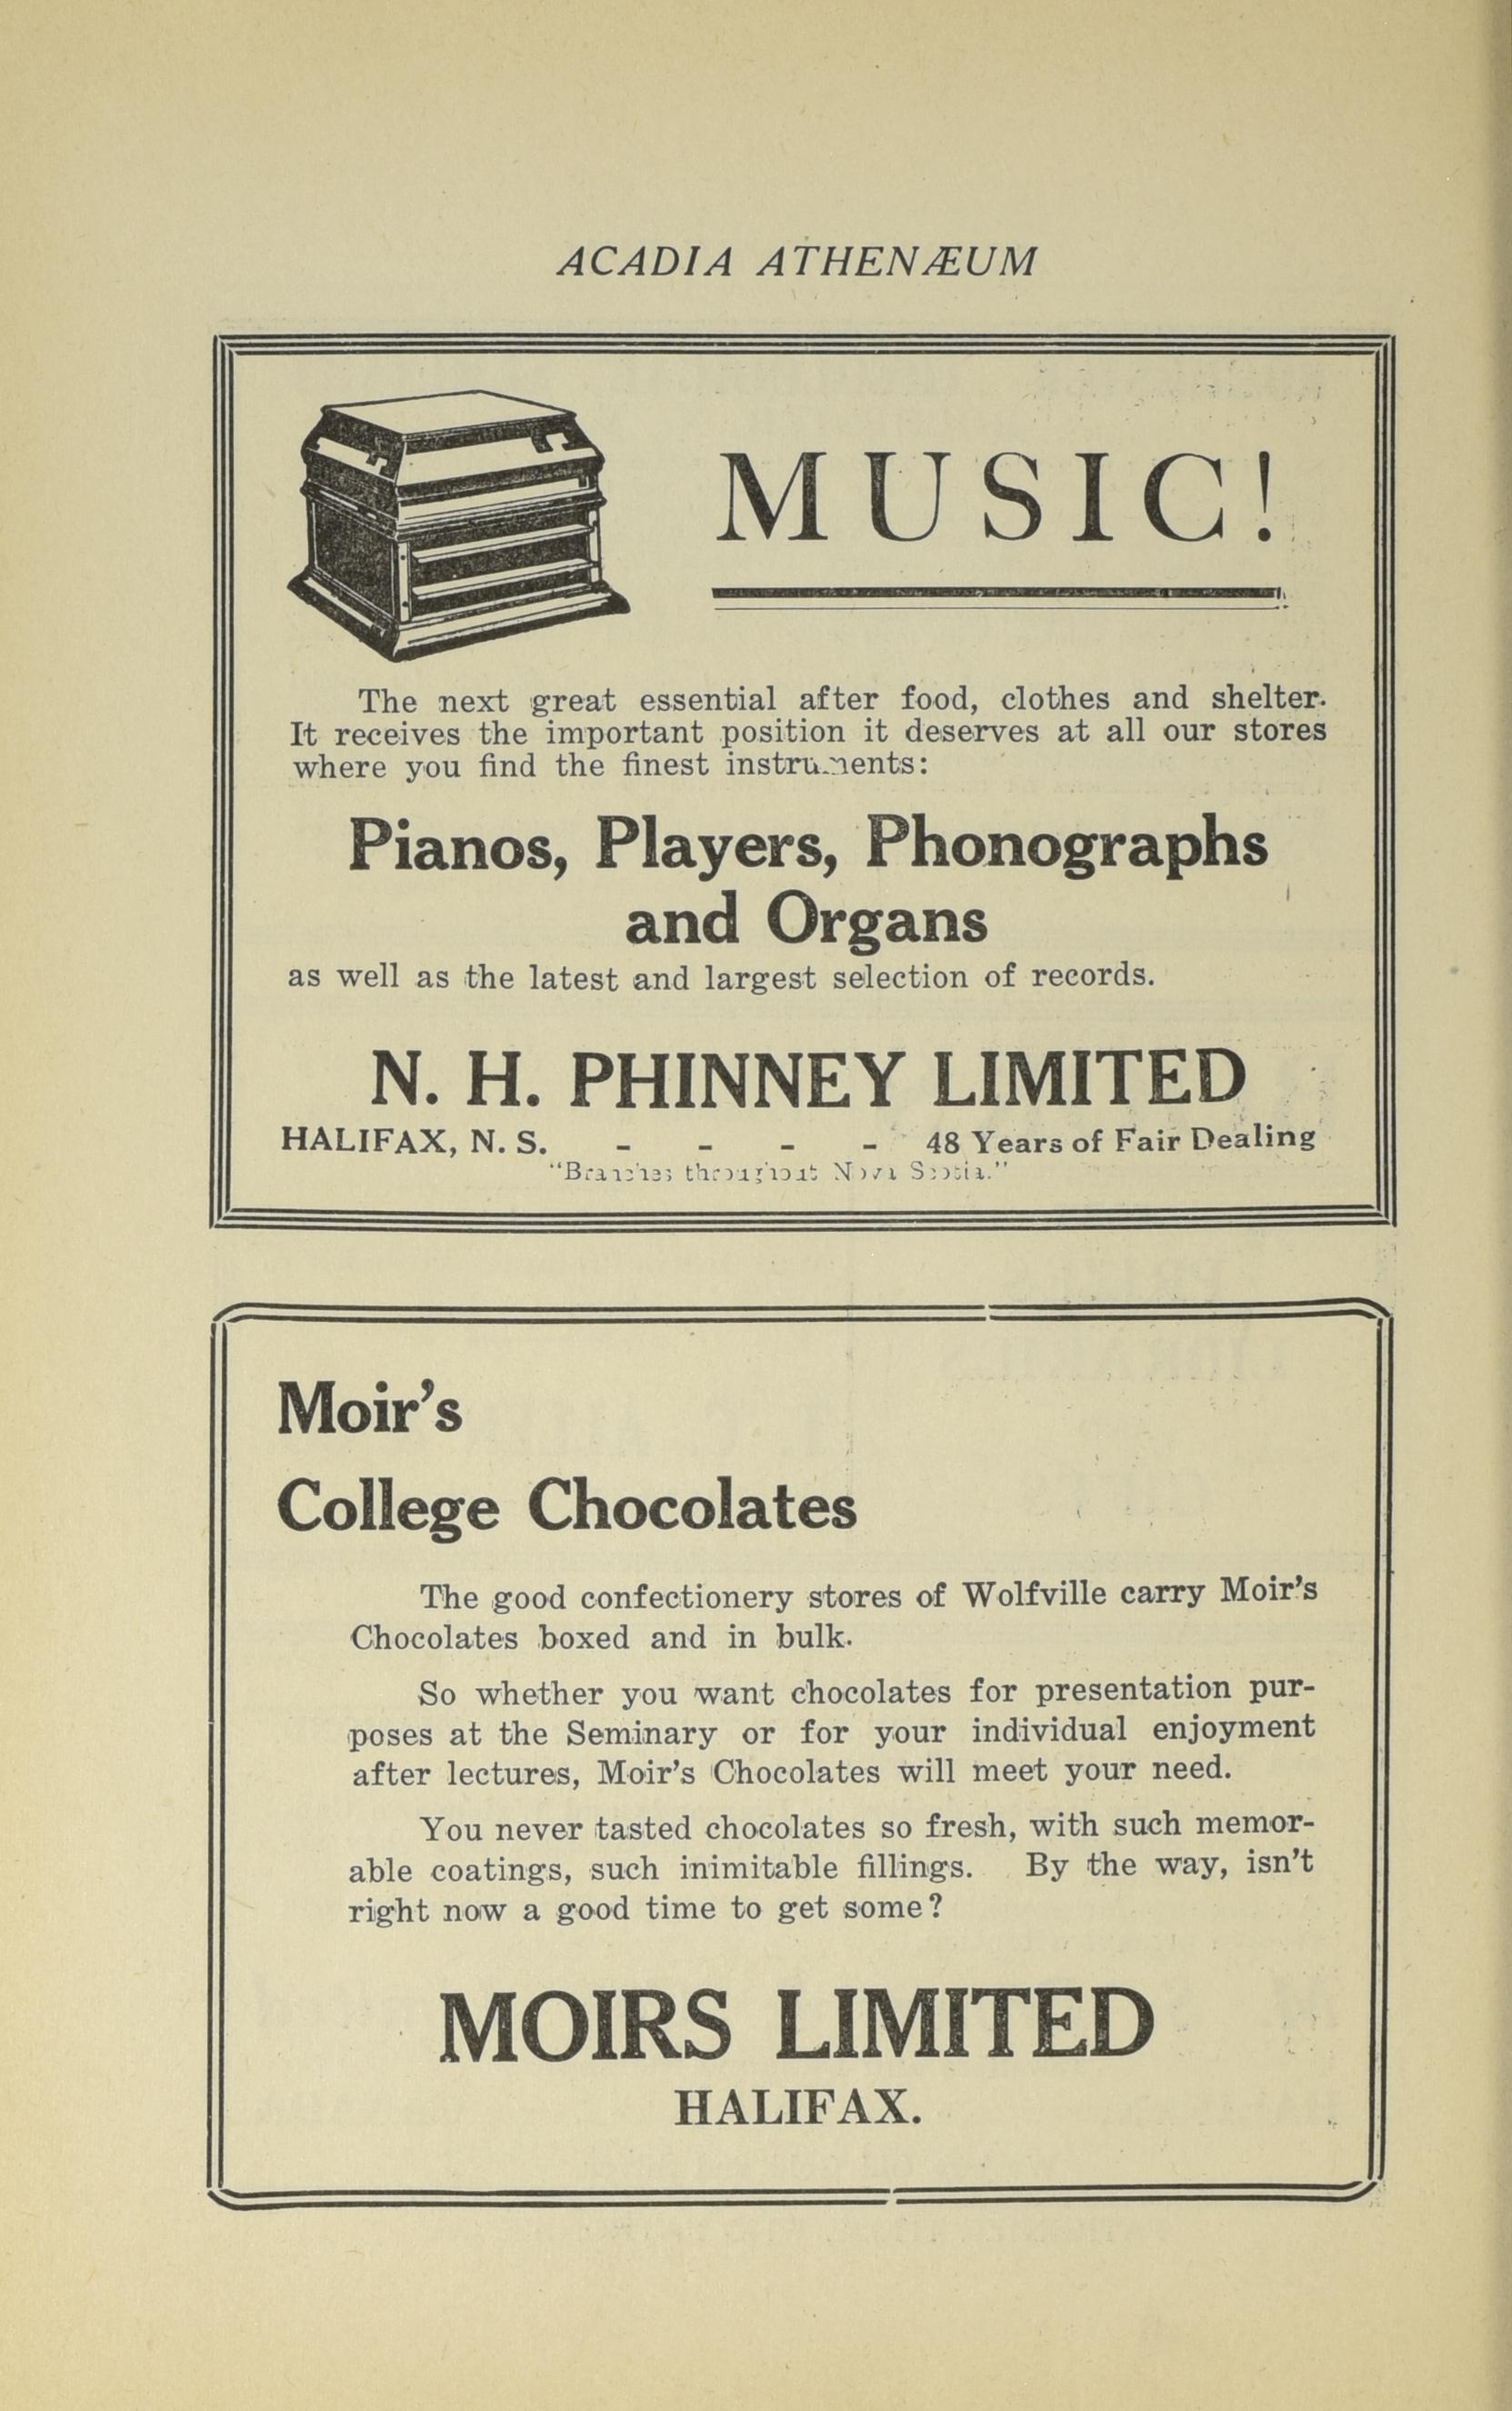 ACADIA ATHENÆUM
MUSIC!
The next great essential after food, clothes and shelter.
It receives the important position it deserves at all our stores
where you find the finest instruments:
Pianos, Players, Phonographs
and Organs
as well as the latest and largest selection of records.
N. H. PHINNEY LIMITED
HALIFAX, N. S. - - - - 48 Years of Fair Dealing
"Branches throughout Nova Scotia."
Moir's
College Chocolates
The good confectionery stores of Wolfville carry Moir's
Chocolates boxed and in bulk.
So whether you want chocolates for presentation pur-
poses at the Seminary or for your individual enjoyment
after lectures, Moir's Chocolates will meet your need.
You never tasted chocolates so fresh, with such memor-
able coatings, such inimitable fillings. By the way, isn't
right now a good time to get some?
MOIRS LIMITED
HALIFAX.